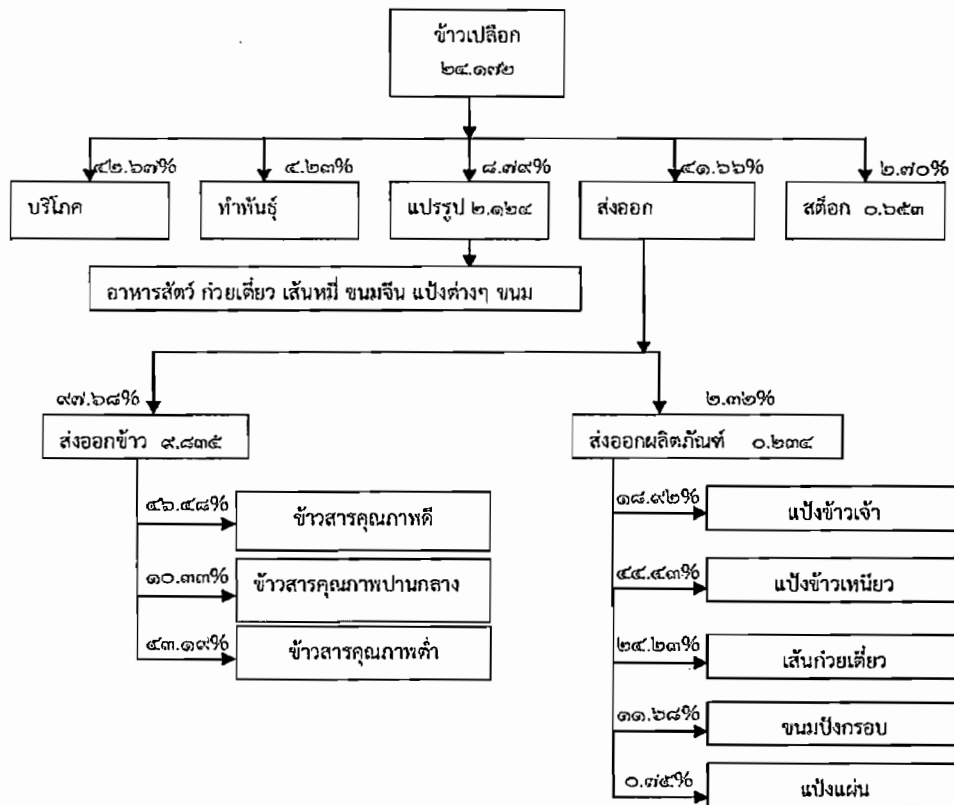 ข้าวเปลือก
๒๔.๑๗๒
๔๒.๖๓% ๔.๒๓% ๘.๗๙% ๔๑.๖๖% ๒.๗๐%
บริโภค ทำพันธุ์ แปรรูป ๒.๑๒๔ ส่งออก สต็อก ๐.๖๕๓
อาหารสัตว์ ก๋วยเตี๋ยว เส้นหมี่ ขนมจีน แป้งต่างๆ ขนม
๙๗.๖๘% ๒.๓๒%
ส่งออกข้าว ๙.๘๓๕ ส่งออกผลิตภัณฑ์ ๐.๒๓๔
๔๖.๔๘% ข้าวสารคุณภาพดี
๑๐.๓๓% ข้าวสารคุณภาพปานกลาง
๔๓.๑๙% ข้าวสารคุณภาพต่ำ
๑๘.๙๒% แป้งข้าวเจ้า
๔๔.๔๓% แป้งข้าวเหนียว
๒๔.๒๓% เส้นก๋วยเตี๋ยว
๑๑.๖๘% ขนมปังกรอบ
๐.๗๕% แป้งแผ่น